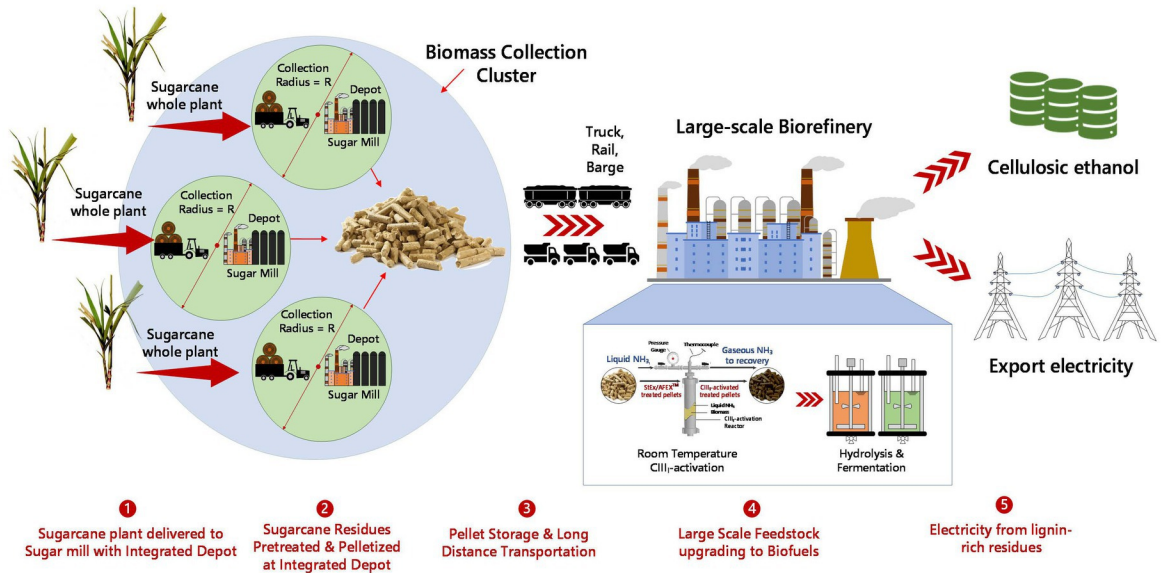 Sugarcane
whole plant
Sugarcane
whole plant
Sugarcane
whole plant
Biomass Collection
Cluster
Collection
Radius = R
Depot
Sugar Mill
Collection
Radius = R
Depot
Sugar Mill
Collection
Radius = R
Depot
Sugar Mill
Truck,
Rail,
Barge
Large-scale Biorefinery
Cellulosic ethanol
Export electricity
Liquid NH₃
Pressure
Gauge
Thermocouple
Gaseous NH₃
to recovery
StEx/AFEX™
treated pellets
CIII₁-activated
treated pellets
Liquid NH₃
Biomass
CIII₁-activation
Reactor
Room Temperature
CIII₁-activation
Hydrolysis &
Fermentation
1
Sugarcane plant delivered to
Sugar mill with Integrated Depot
2
Sugarcane Residues
Pretreated & Pelletized
at Integrated Depot
3
Pellet Storage & Long
Distance Transportation
4
Large Scale Feedstock
upgrading to Biofuels
5
Electricity from lignin-
rich residues